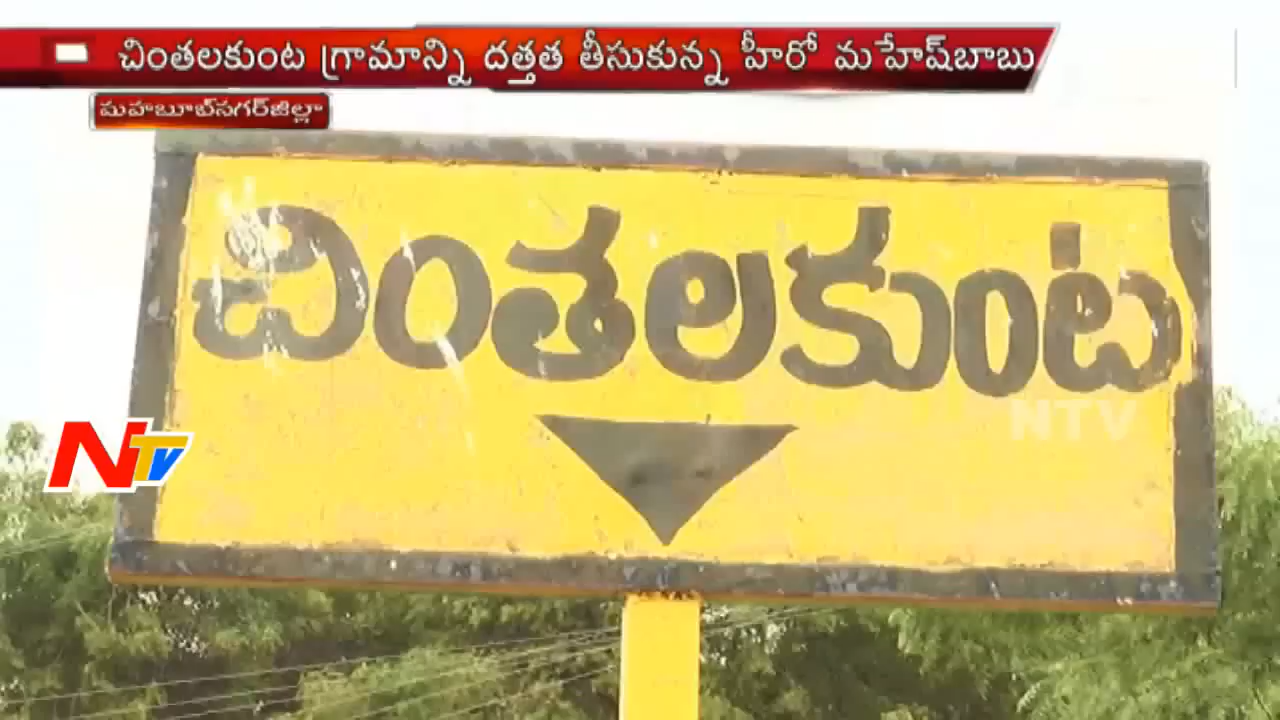 చింతలకుంట గ్రామాన్ని దత్తత తీసుకున్న హీరో మహేష్‌బాబు
మహబూబ్‌నగర్‌జిల్లా
చింతలకుంట
NTV
NTV